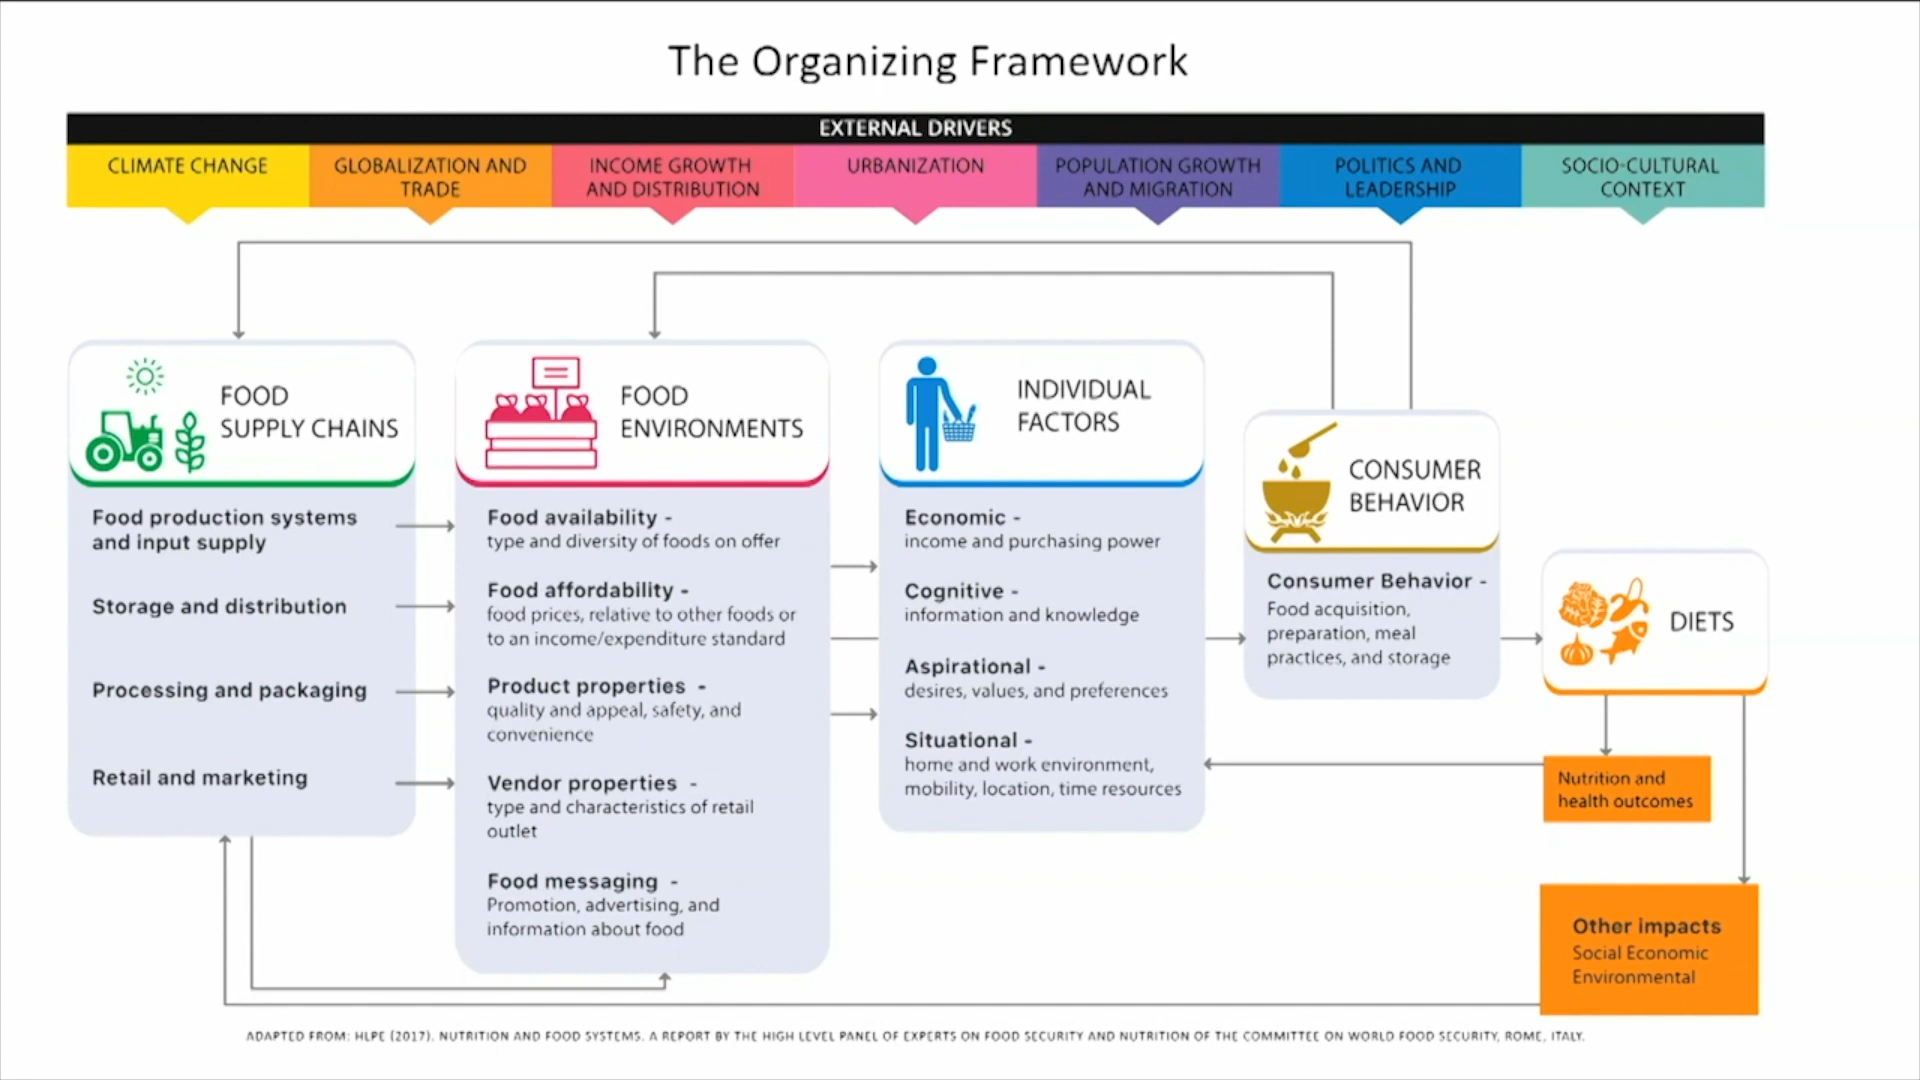 The Organizing Framework
EXTERNAL DRIVERS
CLIMATE CHANGE
GLOBALIZATION AND
TRADE
INCOME GROWTH
AND DISTRIBUTION
URBANIZATION
POPULATION GROWTH
AND MIGRATION
POLITICS AND
LEADERSHIP
SOCIO-CULTURAL
CONTEXT
FOOD
SUPPLY CHAINS
Food production systems
and input supply
Storage and distribution
Processing and packaging
Retail and marketing
FOOD
ENVIRONMENTS
Food availability -
type and diversity of foods on offer
Food affordability -
food prices, relative to other foods or
to an income/expenditure standard
Product properties -
quality and appeal, safety, and
convenience
Vendor properties -
type and characteristics of retail
outlet
Food messaging -
Promotion, advertising, and
information about food
INDIVIDUAL
FACTORS
Economic -
income and purchasing power
Cognitive -
information and knowledge
Aspirational -
desires, values, and preferences
Situational -
home and work environment,
mobility, location, time resources
CONSUMER
BEHAVIOR
Consumer Behavior -
Food acquisition,
preparation, meal
practices, and storage
DIETS
Nutrition and
health outcomes
Other impacts
Social Economic
Environmental
ADAPTED FROM: HLPE (2017). NUTRITION AND FOOD SYSTEMS. A REPORT BY THE HIGH LEVEL PANEL OF EXPERTS ON FOOD SECURITY AND NUTRITION OF THE COMMITTEE ON WORLD FOOD SECURITY, ROME, ITALY.